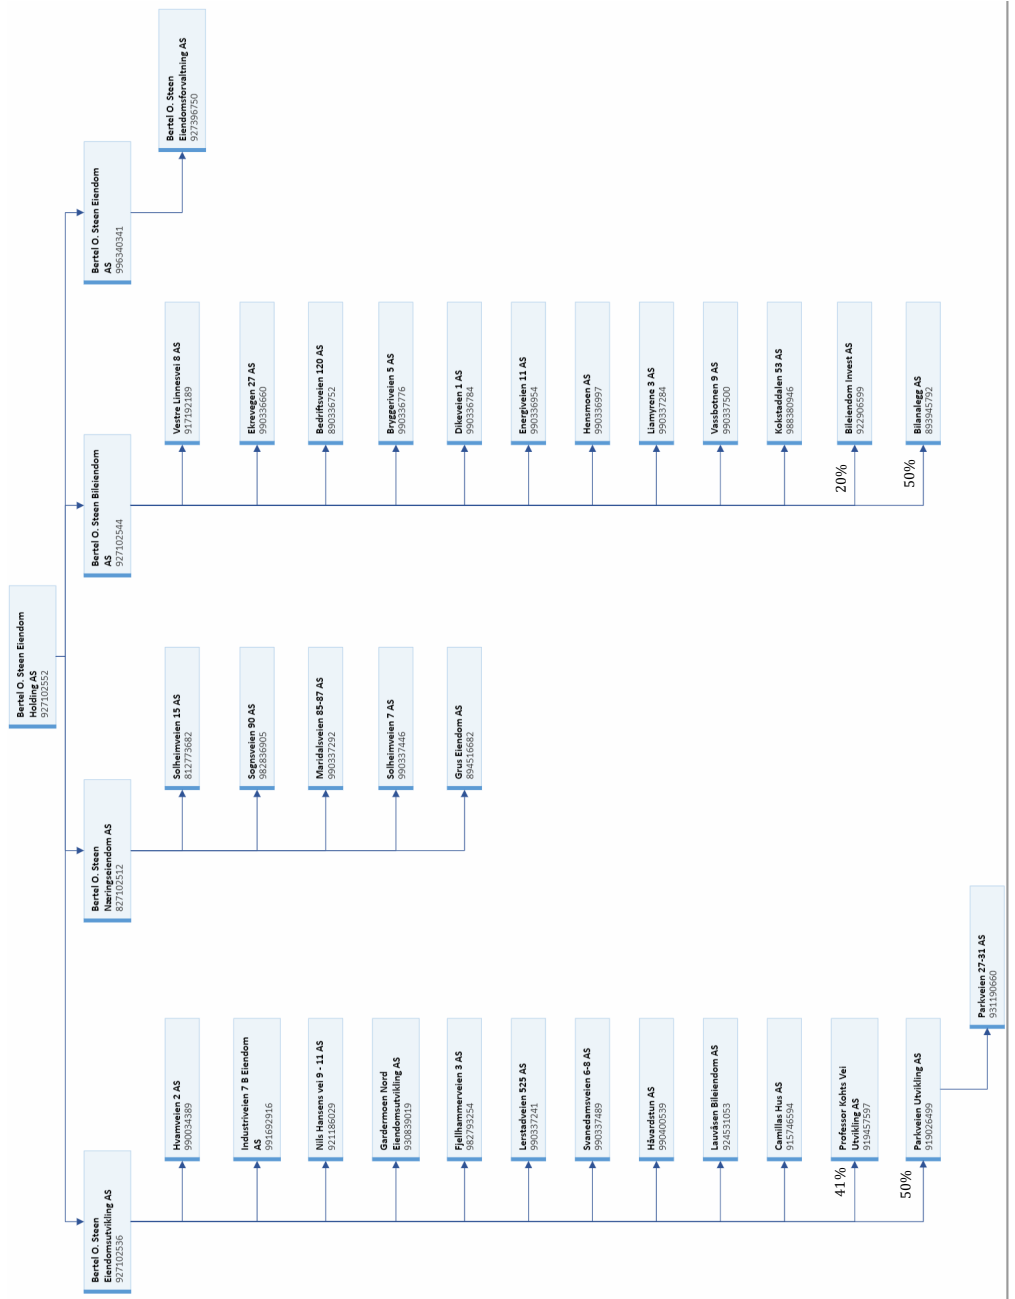 Bertel O. Steen Eiendom
Holding AS
927102552
Bertel O. Steen
Eiendomsutvikling AS
927102536
Hvamveien 2 AS
990034389
Industriveien 7 B Eiendom
AS
991692916
Nils Hansens vei 9 - 11 AS
921186029
Gardermoen Nord
Eiendomsutvikling AS
930839019
Fjellhammerveien 3 AS
982793254
Lerstadveien 525 AS
990337241
Svanedamsveien 6-8 AS
990337489
Håvardstun AS
990400539
Lauvåsen Bileiendom AS
924531053
Camillas Hus AS
915746594
41%
Professor Kohts Vei
Utvikling AS
919457597
50%
Parkveien Utvikling AS
919026499
Parkveien 27-31 AS
931190660
Bertel O. Steen
Næringseiendom AS
827102512
Solheimveien 15 AS
812773682
Sognsveien 90 AS
982836905
Maridalsveien 85-87 AS
990337292
Solheimveien 7 AS
990337446
Grus Eiendom AS
894516682
Bertel O. Steen Bileiendom
AS
927102544
Vestre Linnesvei 8 AS
917192189
Ekrevegen 27 AS
990336660
Bedriftsveien 120 AS
890336752
Bryggeriveien 5 AS
990336776
Dikeveien 1 AS
990336784
Energiveien 11 AS
990336954
Hensmoen AS
990336997
Liamyrene 3 AS
990337284
Vassbotnen 9 AS
990337500
Kokstaddalen 53 AS
988380946
20%
Bileiendom Invest AS
922906599
50%
Bilanalegg AS
893945792
Bertel O. Steen Eiendom
AS
996340341
Bertel O. Steen
Eiendomsforvaltning AS
927396750